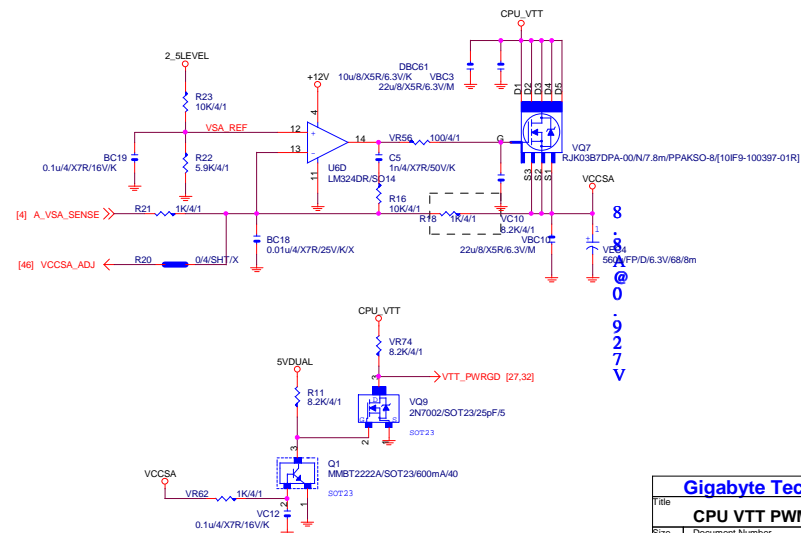 CPU_VTT
2_5LEVEL
DBC61
10u/8/X5R/6.3V/K
VBC3
22u/8/X5R/6.3V/M
+12V
D1
D2
D3
D4
D5
R23
10K/4/1
VSA_REF
12
13
14
4
11
+
-
VR56
100/4/1
G
VQ7
RJK03B7DPA-00/N/7.8m/PPAKSO-8/[10IF9-100397-01R]
BC19
0.1u/4/X7R/16V/K
R22
5.9K/4/1
U6D
LM324DR/SO14
C5
1n/4/X7R/50V/K
S3
S2
S1
VCCSA
[4] A_VSA_SENSE
R21
1K/4/1
R16
10K/4/1
R18
1K/4/1
VC10
8.2K/4/1
BC18
0.01u/4/X7R/25V/K/X
VBC10
22u/8/X5R/6.3V/M
1
+
560u/FP/D/6.3V/68/8m
8.8A@0.927V
[46] VCCSA_ADJ
R20
0/4/SHT/X
CPU_VTT
VR74
8.2K/4/1
5VDUAL
3
VTT_PWRGD [27,32]
R11
8.2K/4/1
D
G
S
VQ9
2N7002/SOT23/25pF/5
SOT23
2
3
Q1
MMBT2222A/SOT23/600mA/40
SOT23
VCCSA
VR62
1K/4/1
2
1
VC12
0.1u/4/X7R/16V/K
Gigabyte Tec
Title
CPU VTT PWM
Size
Document Number